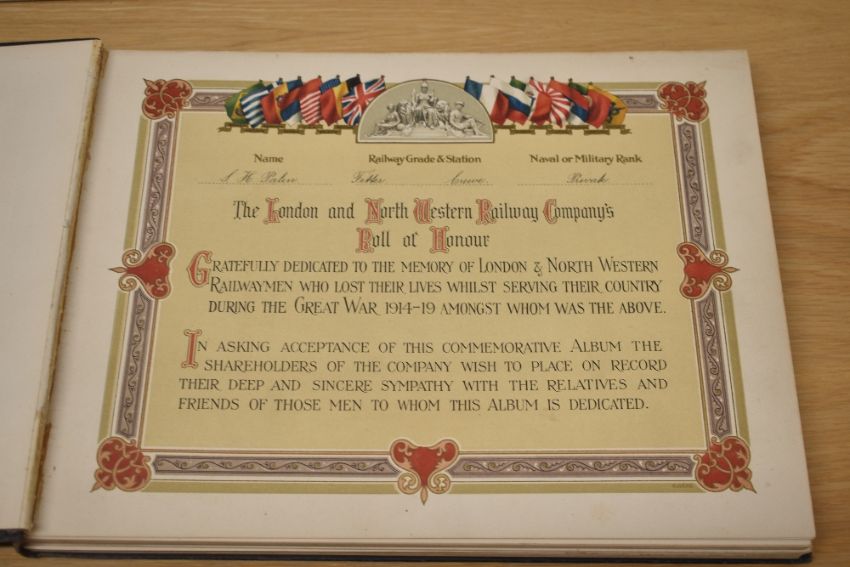 Name Railway Grade & Station Naval or Military Rank
S. H. Fitter Crewe Private
The London and North Western Railway Company's
Roll of Honour
GRATEFULLY DEDICATED TO THE MEMORY OF LONDON & NORTH WESTERN
RAILWAYMEN WHO LOST THEIR LIVES WHILST SERVING THEIR COUNTRY
DURING THE GREAT WAR 1914-19 AMONGST WHOM WAS THE ABOVE.
IN ASKING ACCEPTANCE OF THIS COMMEMORATIVE ALBUM THE
SHAREHOLDERS OF THE COMPANY WISH TO PLACE ON RECORD
THEIR DEEP AND SINCERE SYMPATHY WITH THE RELATIVES AND
FRIENDS OF THOSE MEN TO WHOM THIS ALBUM IS DEDICATED.